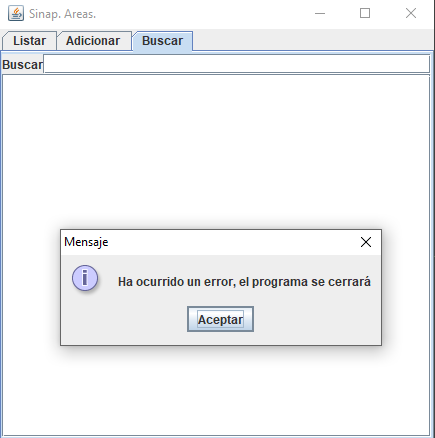 Sinap. Areas.
Listar Adicionar Buscar
Buscar
Mensaje
Ha ocurrido un error, el programa se cerrará
Aceptar